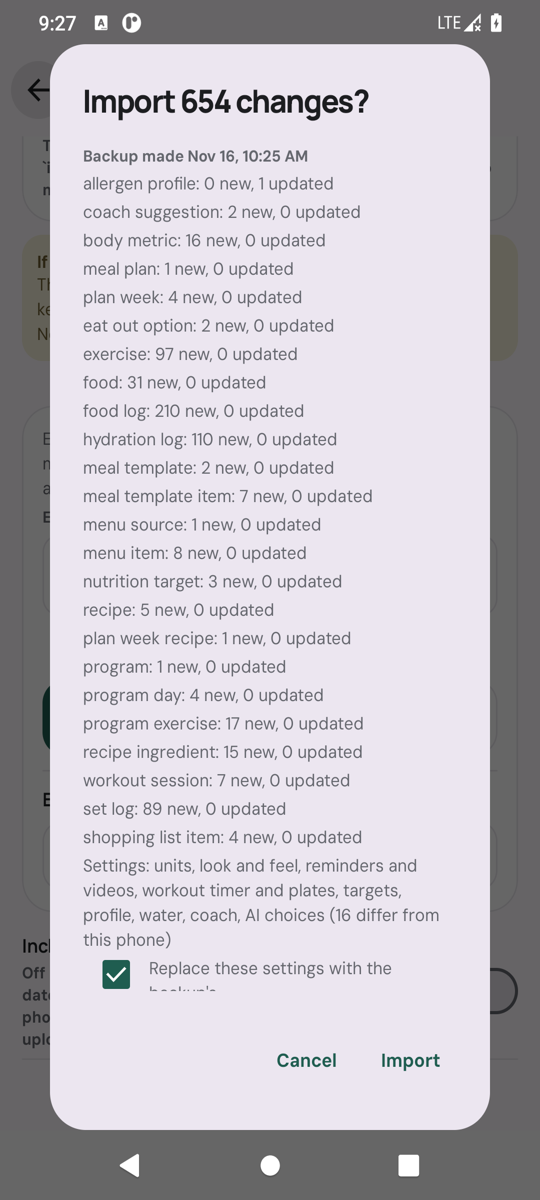 9:27
LTE
Import 654 changes?
Backup made Nov 16, 10:25 AM
allergen profile: 0 new, 1 updated
coach suggestion: 2 new, 0 updated
body metric: 16 new, 0 updated
meal plan: 1 new, 0 updated
plan week: 4 new, 0 updated
eat out option: 2 new, 0 updated
exercise: 97 new, 0 updated
food: 31 new, 0 updated
food log: 210 new, 0 updated
hydration log: 110 new, 0 updated
meal template: 2 new, 0 updated
meal template item: 7 new, 0 updated
menu source: 1 new, 0 updated
menu item: 8 new, 0 updated
nutrition target: 3 new, 0 updated
recipe: 5 new, 0 updated
plan week recipe: 1 new, 0 updated
program: 1 new, 0 updated
program day: 4 new, 0 updated
program exercise: 17 new, 0 updated
recipe ingredient: 15 new, 0 updated
workout session: 7 new, 0 updated
set log: 89 new, 0 updated
shopping list item: 4 new, 0 updated
Settings: units, look and feel, reminders and
videos, workout timer and plates, targets,
profile, water, coach, AI choices (16 differ from
this phone)
Replace these settings with the
backup's
Cancel
Import
If
Off